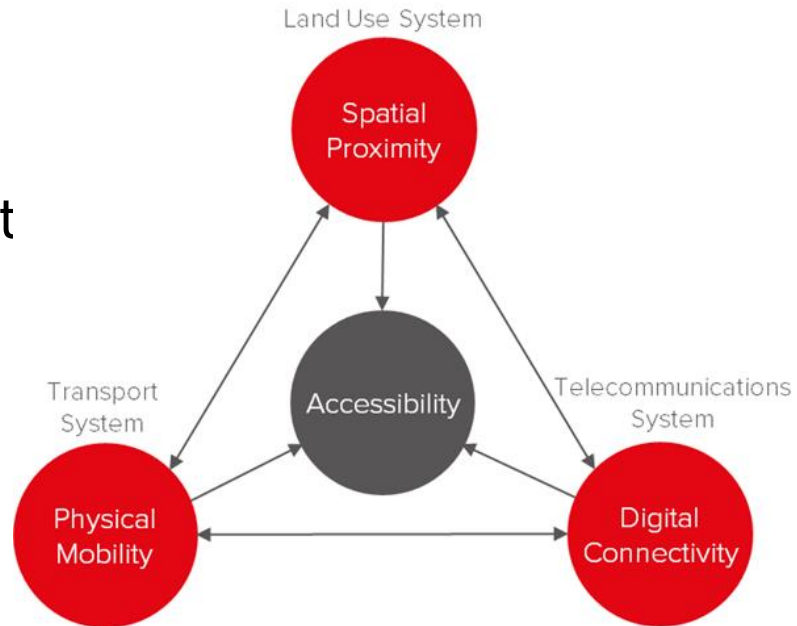 Land Use System
Spatial
Proximity
t
Accessibility
Transport
System
Telecommunications
System
Physical
Mobility
Digital
Connectivity